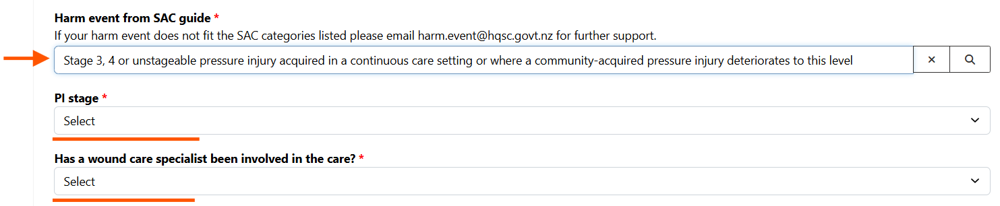 Harm event from SAC guide *
If your harm event does not fit the SAC categories listed please email harm.event@hqsc.govt.nz for further support.
Stage 3, 4 or unstageable pressure injury acquired in a continuous care setting or where a community-acquired pressure injury deteriorates to this level
PI stage *
Select
Has a wound care specialist been involved in the care? *
Select